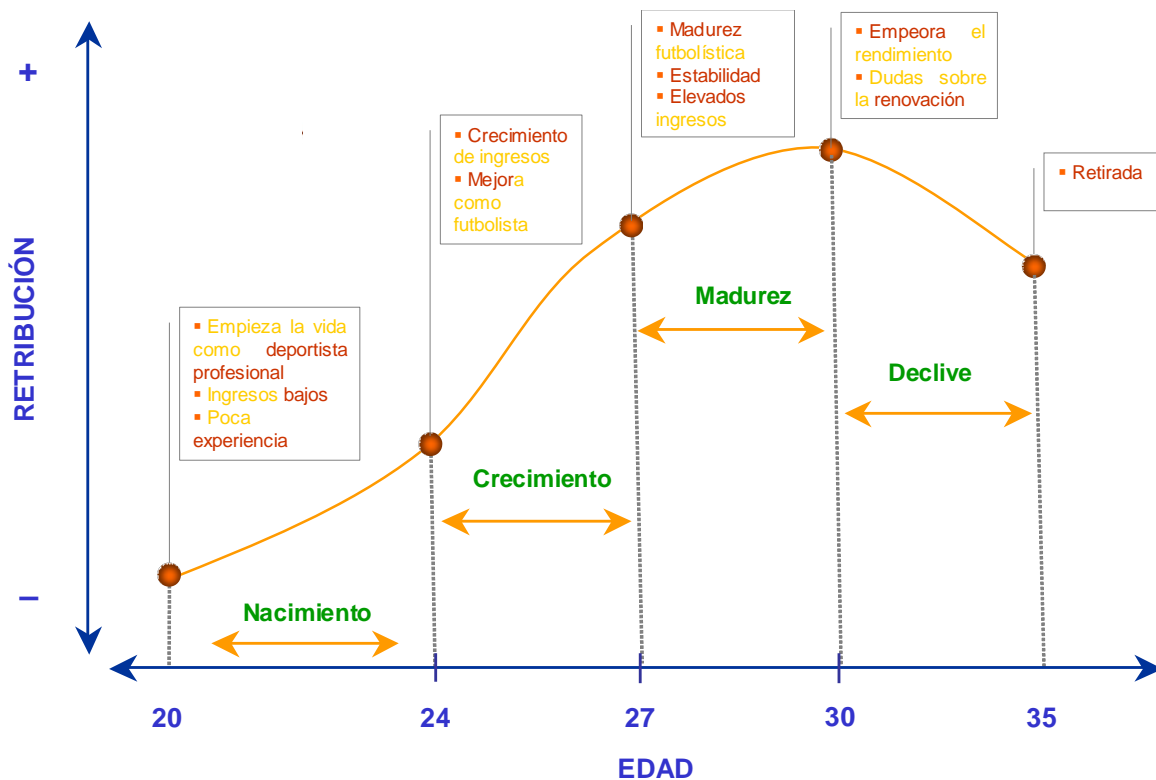 +
RETRIBUCIÓN
–
▪ Empieza la vida
como deportista
profesional
▪ Ingresos bajos
▪ Poca
experiencia
▪ Crecimiento
de ingresos
▪ Mejora
como
futbolista
▪ Madurez
futbolística
▪ Estabilidad
▪ Elevados
ingresos
▪ Empeora el
rendimiento
▪ Dudas sobre
la renovación
▪ Retirada
Nacimiento
Crecimiento
Madurez
Declive
20
24
27
30
35
EDAD